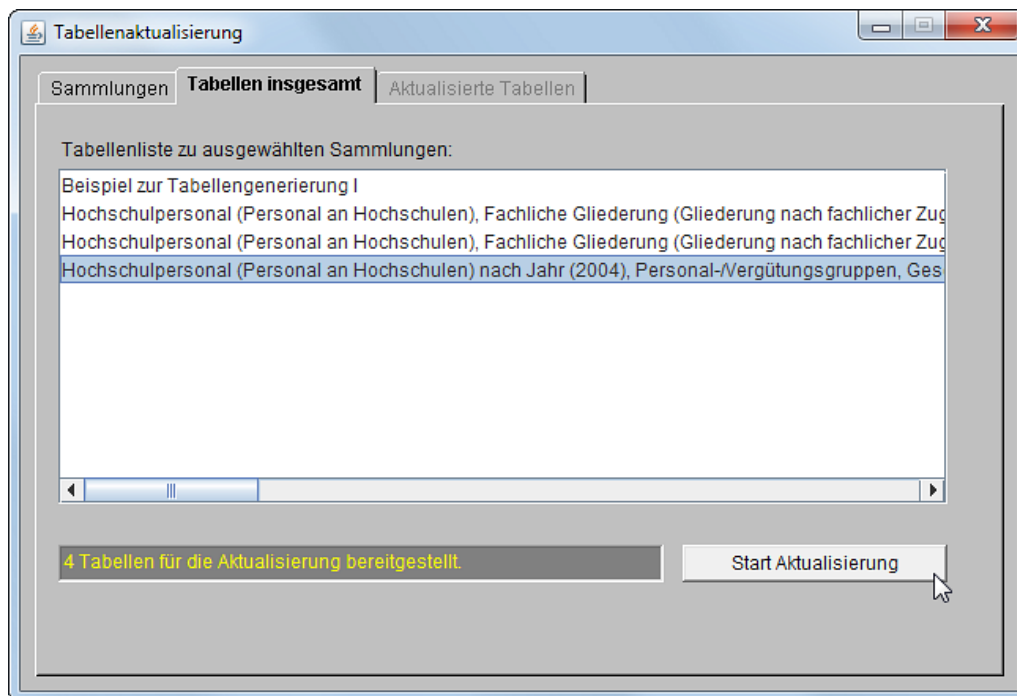 Tabellenaktualisierung
Sammlungen Tabellen insgesamt Aktualisierte Tabellen
Tabellenliste zu ausgewählten Sammlungen:
Beispiel zur Tabellengenerierung I
Hochschulpersonal (Personal an Hochschulen), Fachliche Gliederung (Gliederung nach fachlicher Zug
Hochschulpersonal (Personal an Hochschulen), Fachliche Gliederung (Gliederung nach fachlicher Zug
Hochschulpersonal (Personal an Hochschulen) nach Jahr (2004), Personal-/Vergütungsgruppen, Ges
4 Tabellen für die Aktualisierung bereitgestellt.
Start Aktualisierung